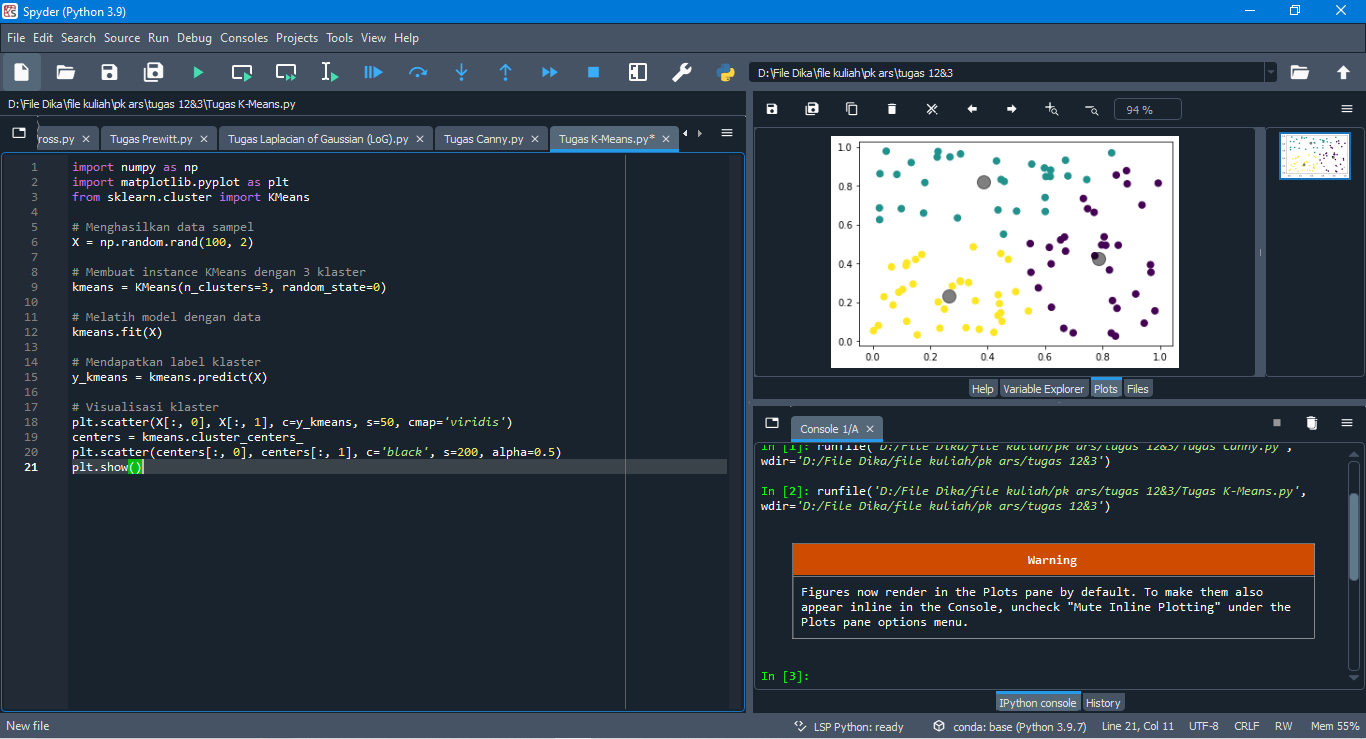 Spyder (Python 3.9)
File Edit Search Source Run Debug Consoles Projects Tools View Help
D:\File Dika\file kuliah\pk ars\tugas 12&3
D:\File Dika\file kuliah\pk ars\tugas 12&3\Tugas K-Means.py
ross.py Tugas Prewitt.py Tugas Laplacian of Gaussian (LoG).py Tugas Canny.py Tugas K-Means.py*
1 import numpy as np
2 import matplotlib.pyplot as plt
3 from sklearn.cluster import KMeans
4
5 # Menghasilkan data sampel
6 X = np.random.rand(100, 2)
7
8 # Membuat instance KMeans dengan 3 klaster
9 kmeans = KMeans(n_clusters=3, random_state=0)
10
11 # Melatih model dengan data
12 kmeans.fit(X)
13
14 # Mendapatkan label klaster
15 y_kmeans = kmeans.predict(X)
16
17 # Visualisasi klaster
18 plt.scatter(X[:, 0], X[:, 1], c=y_kmeans, s=50, cmap='viridis')
19 centers = kmeans.cluster_centers_
20 plt.scatter(centers[:, 0], centers[:, 1], c='black', s=200, alpha=0.5)
21 plt.show()
94 %
1.0
0.8
0.6
0.4
0.2
0.0
0.0 0.2 0.4 0.6 0.8 1.0
Help Variable Explorer Plots Files
Console 1/A
In [1]: runfile('D:/File Dika/file kuliah/pk ars/tugas 12&3/Tugas Canny.py',
wdir='D:/File Dika/file kuliah/pk ars/tugas 12&3')
In [2]: runfile('D:/File Dika/file kuliah/pk ars/tugas 12&3/Tugas K-Means.py',
wdir='D:/File Dika/file kuliah/pk ars/tugas 12&3')
Warning
Figures now render in the Plots pane by default. To make them also
appear inline in the Console, uncheck "Mute Inline Plotting" under the
Plots pane options menu.
In [3]:
IPython console History
New file
LSP Python: ready conda: base (Python 3.9.7) Line 21, Col 11 UTF-8 CRLF RW Mem 55%